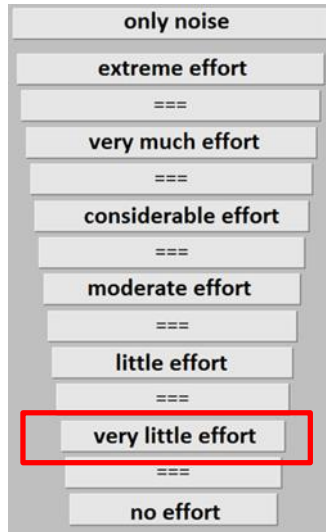 only noise
extreme effort
===
very much effort
===
considerable effort
===
moderate effort
===
little effort
===
very little effort
===
no effort